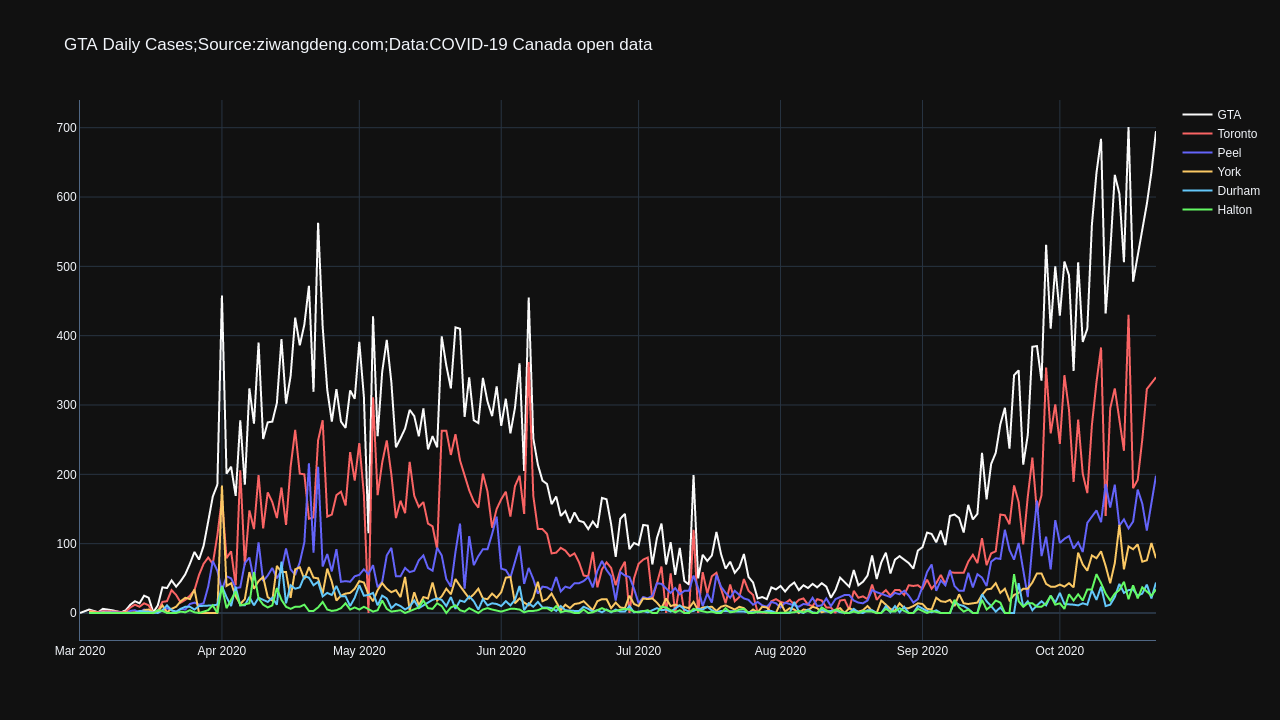 GTA Daily Cases;Source:ziwangdeng.com;Data:COVID-19 Canada open data
GTA
Toronto
Peel
York
Durham
Halton
700
600
500
400
300
200
100
0
Mar 2020 Apr 2020 May 2020 Jun 2020 Jul 2020 Aug 2020 Sep 2020 Oct 2020